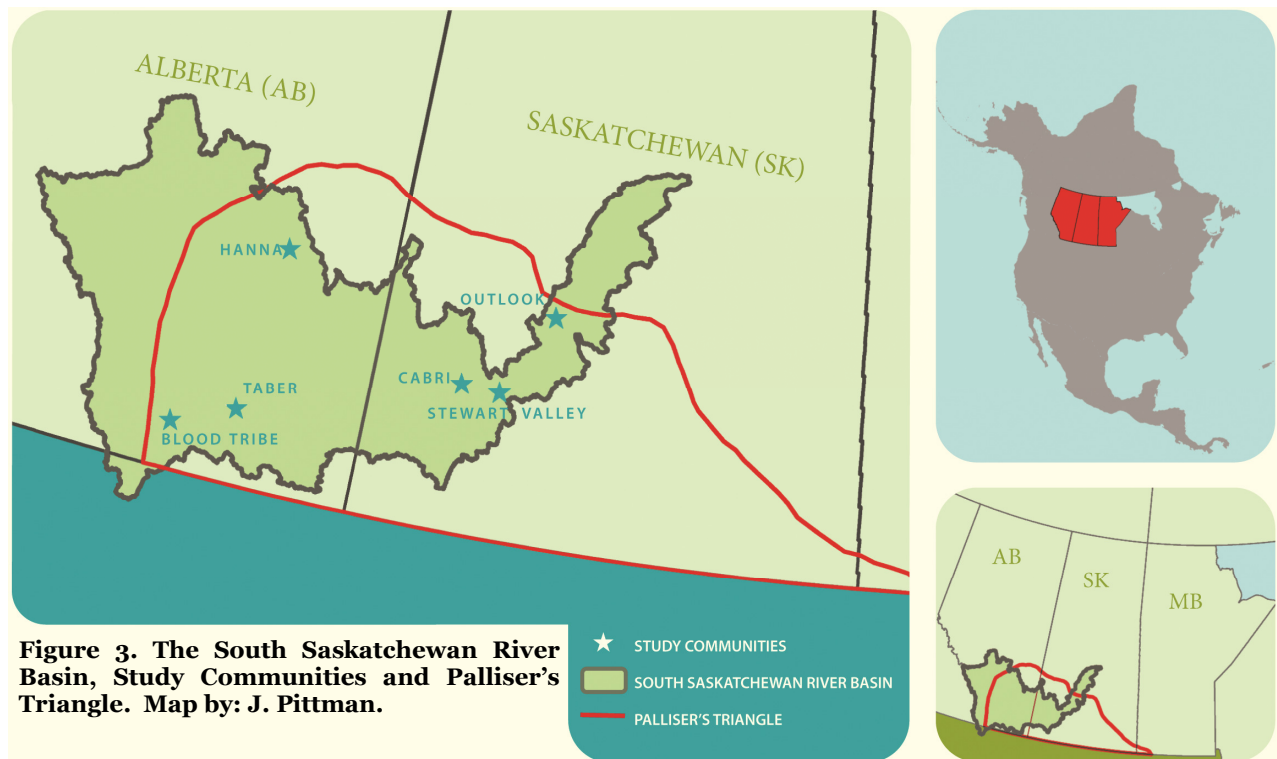 ALBERTA (AB)
SASKATCHEWAN (SK)
HANNA
OUTLOOK
CABRI
TABER
STEWART VALLEY
BLOOD TRIBE
Figure 3. The South Saskatchewan River
Basin, Study Communities and Palliser’s
Triangle. Map by: J. Pittman.
STUDY COMMUNITIES
SOUTH SASKATCHEWAN RIVER BASIN
PALLISER’S TRIANGLE
AB
SK
MB